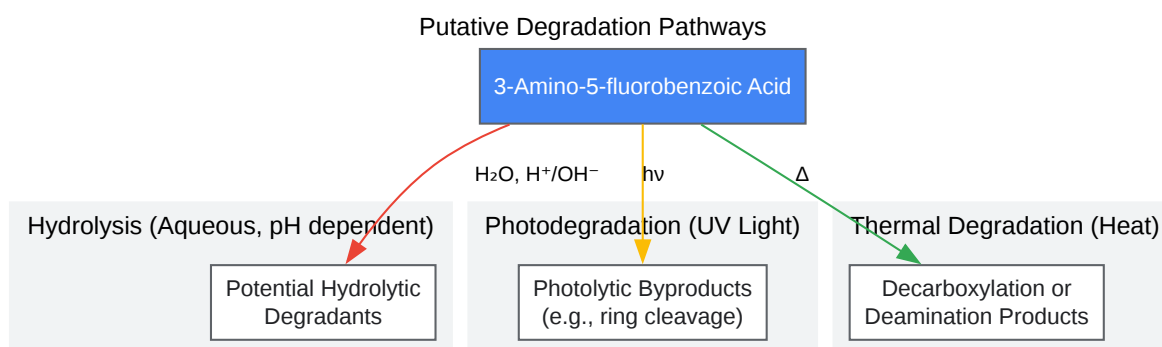 Putative Degradation Pathways
3-Amino-5-fluorobenzoic Acid
H₂O, H⁺/OH⁻
hν
Δ
Hydrolysis (Aqueous, pH dependent)
Photodegradation (UV Light)
Thermal Degradation (Heat)
Potential Hydrolytic
Degradants
Photolytic Byproducts
(e.g., ring cleavage)
Decarboxylation or
Deamination Products